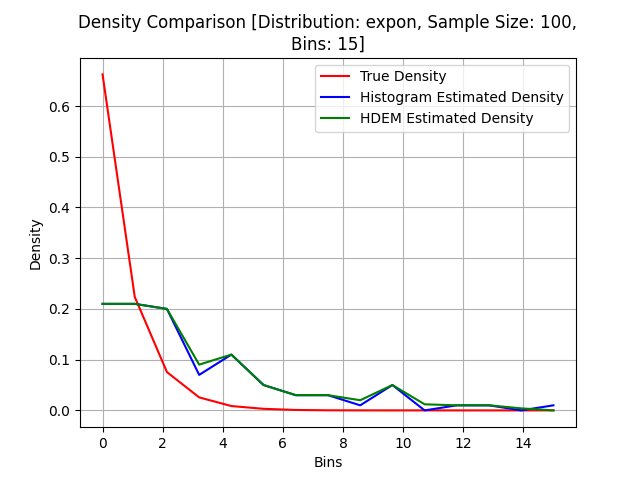 Density Comparison [Distribution: expon, Sample Size: 100,
Bins: 15]
True Density
Histogram Estimated Density
HDEM Estimated Density
Density
0.6
0.5
0.4
0.3
0.2
0.1
0.0
0 2 4 6 8 10 12 14
Bins